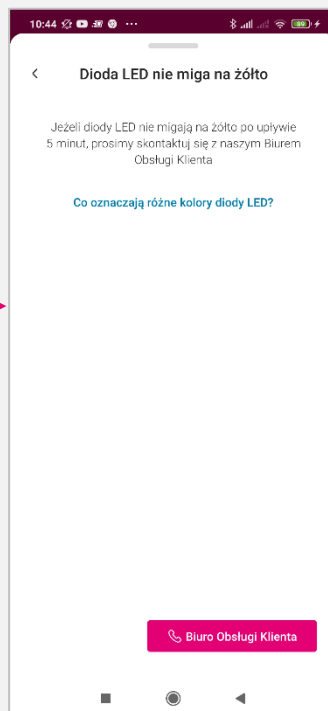 10:44
89
Dioda LED nie miga na żółto
Jeżeli diody LED nie migają na żółto po upływie
5 minut, prosimy skontaktuj się z naszym Biurem
Obsługi Klienta
Co oznaczają różne kolory diody LED?
Biuro Obsługi Klienta